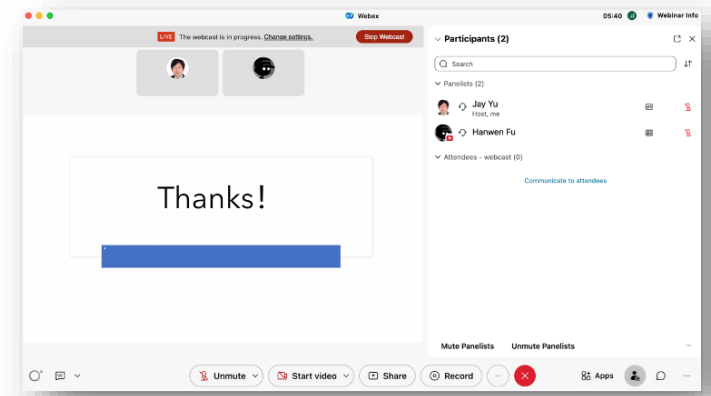 Webex
05:40
Webinar Info
LIVE The webcast is in progress. Change settings.
Stop Webcast
Thanks!
Participants (2)
Search
Panelists (2)
Jay Yu
Host, me
Hanwen Fu
Attendees - webcast (0)
Communicate to attendees
Mute Panelists Unmute Panelists
Unmute
Start video
Share
Record
Apps